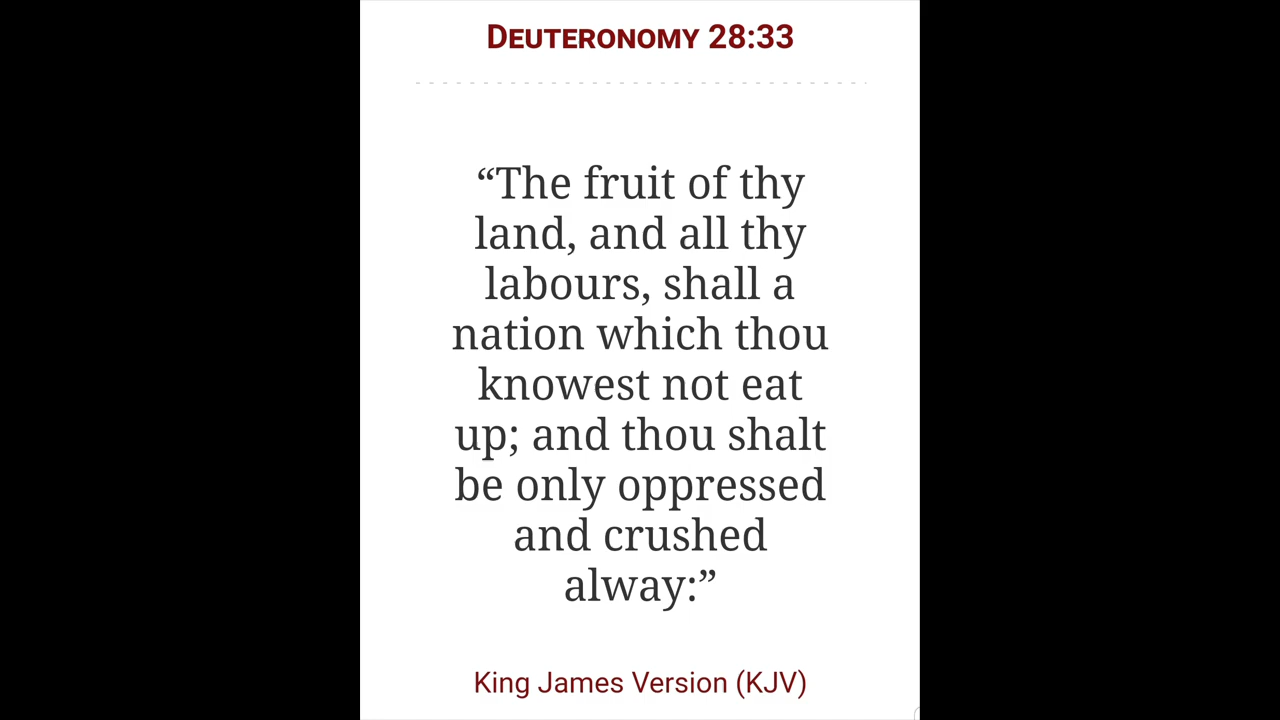 Deuteronomy 28:33
“The fruit of thy
land, and all thy
labours, shall a
nation which thou
knowest not eat
up; and thou shalt
be only oppressed
and crushed
alway:”
King James Version (KJV)